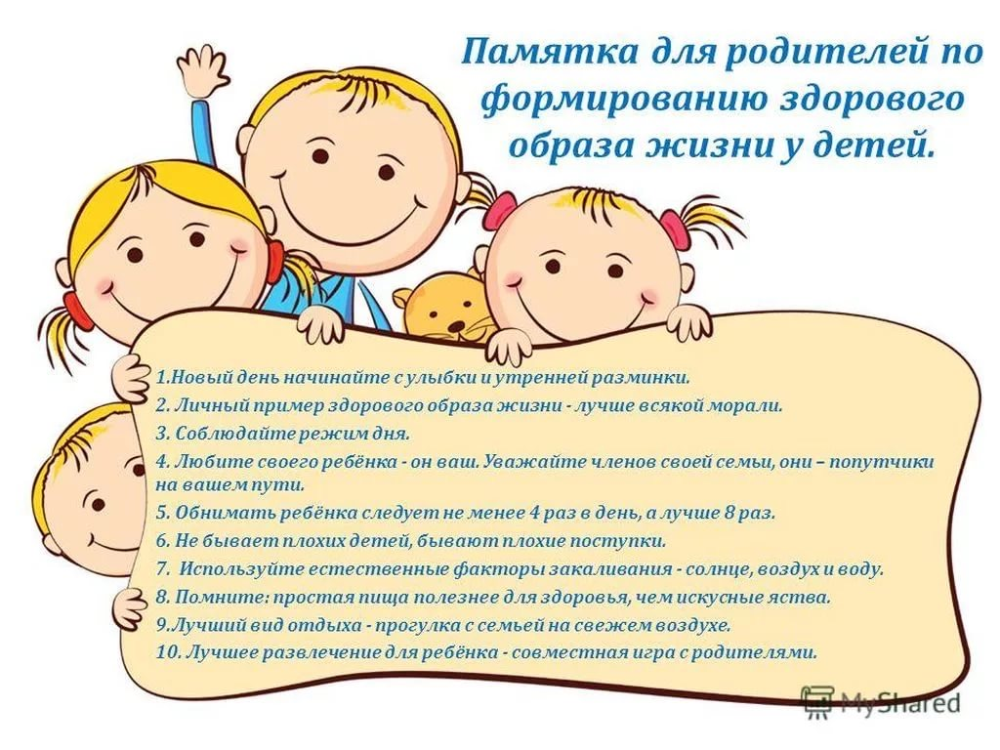 Памятка для родителей по
формированию здорового
образа жизни у детей.
1.Новый день начинайте с улыбки и утренней разминки.
2. Личный пример здорового образа жизни - лучше всякой морали.
3. Соблюдайте режим дня.
4. Любите своего ребёнка - он ваш. Уважайте членов своей семьи, они – попутчики
на вашем пути.
5. Обнимать ребёнка следует не менее 4 раз в день, а лучше 8 раз.
6. Не бывает плохих детей, бывают плохие поступки.
7.  Используйте естественные факторы закаливания - солнце, воздух и воду.
8. Помните: простая пища полезнее для здоровья, чем искусные яства.
9.Лучший вид отдыха - прогулка с семьей на свежем воздухе.
10. Лучшее развлечение для ребёнка - совместная игра с родителями.
MyShared